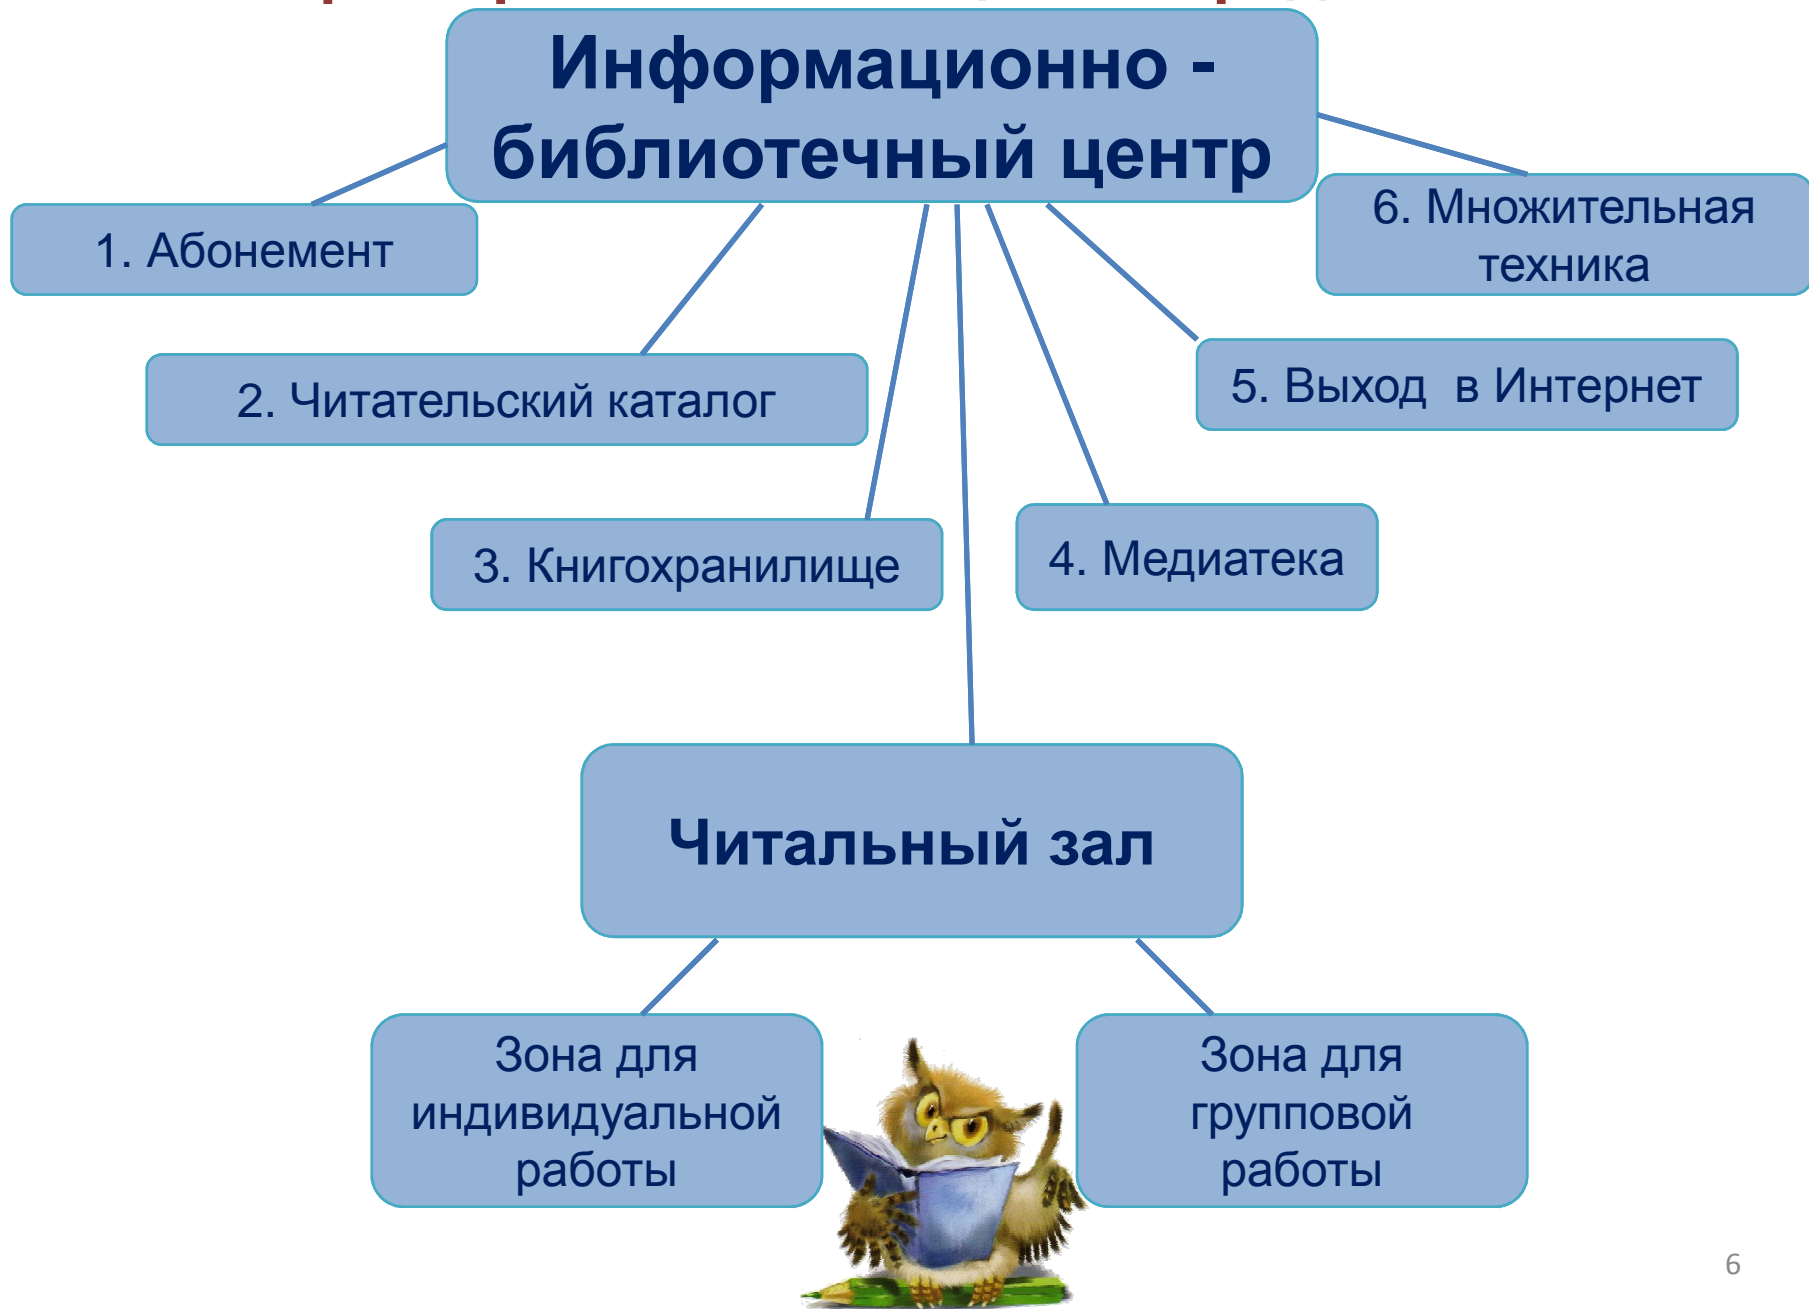 Информационно -
библиотечный центр
1. Абонемент
6. Множительная
техника
2. Читательский каталог
5. Выход в Интернет
3. Книгохранилище
4. Медиатека
Читальный зал
Зона для
индивидуальной
работы
Зона для
групповой
работы
6